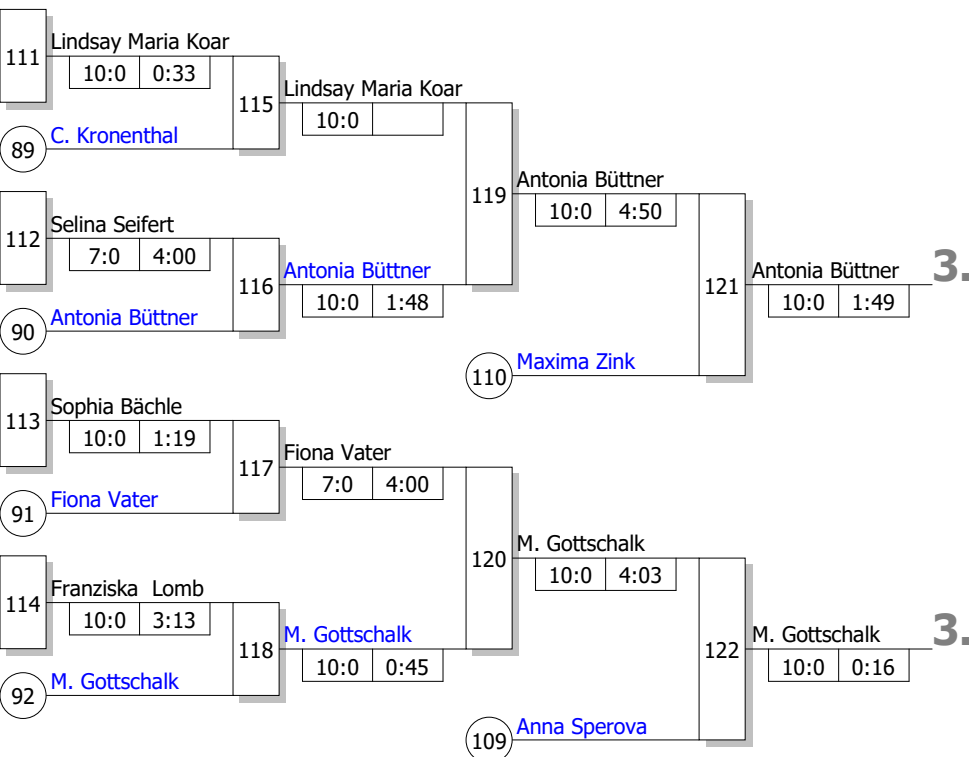 111
Lindsay Maria Koar
10:0 0:33
89
C. Kronenthal
115
Lindsay Maria Koar
10:0
112
Selina Seifert
7:0 4:00
90
Antonia Büttner
116
Antonia Büttner
10:0 1:48
119
Antonia Büttner
10:0 4:50
110
Maxima Zink
121
Antonia Büttner
10:0 1:49
3.
113
Sophia Bächle
10:0 1:19
91
Fiona Vater
117
Fiona Vater
7:0 4:00
114
Franziska Lomb
10:0 3:13
92
M. Gottschalk
118
M. Gottschalk
10:0 0:45
120
M. Gottschalk
10:0 4:03
109
Anna Sperova
122
M. Gottschalk
10:0 0:16
3.